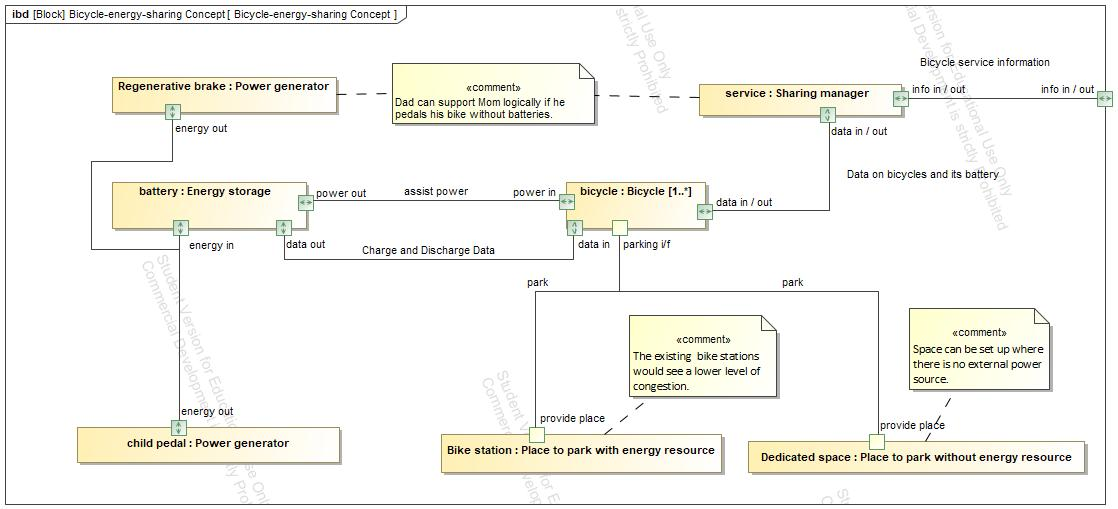 ibd [Block] Bicycle-energy-sharing Concept [ Bicycle-energy-sharing Concept ]
Bicycle service information
Regenerative brake : Power generator
energy out
«comment»
Dad can support Mom logically if he
pedals his bike without batteries.
service : Sharing manager
info in / out
info in / out
data in / out
Data on bicycles and its battery
battery : Energy storage
power out
assist power
power in
bicycle : Bicycle [1..*]
data in / out
energy in
data out
Charge and Discharge Data
data in
parking i/f
park
park
«comment»
The existing bike stations
would see a lower level of
congestion.
«comment»
Space can be set up where
there is no external power
source.
energy out
child pedal : Power generator
provide place
Bike station : Place to park with energy resource
provide place
Dedicated space : Place to park without energy resource